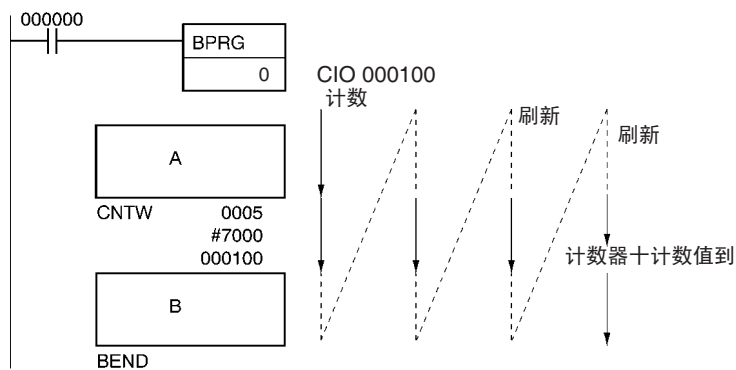 000000
BPRG
0
CIO 000100
计数
刷新
刷新
A
CNTW 0005
#7000
000100
计数器十计数值到
B
BEND